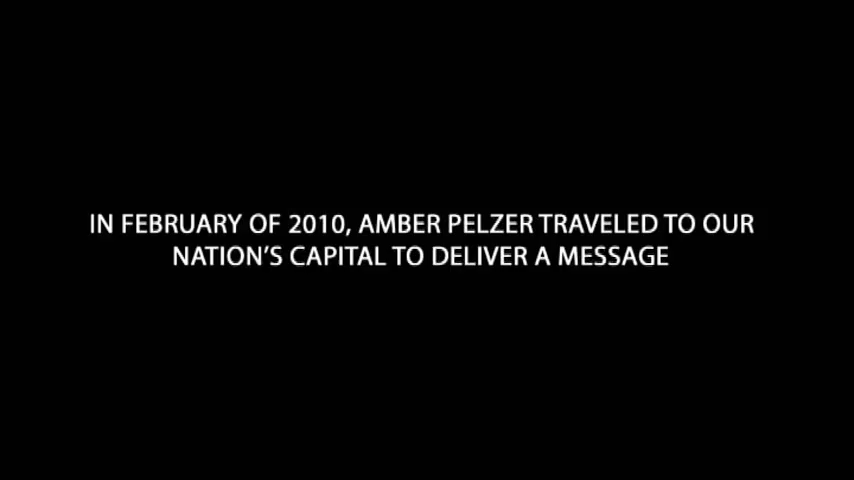 IN FEBRUARY OF 2010, AMBER PELZER TRAVELED TO OUR
NATION'S CAPITAL TO DELIVER A MESSAGE